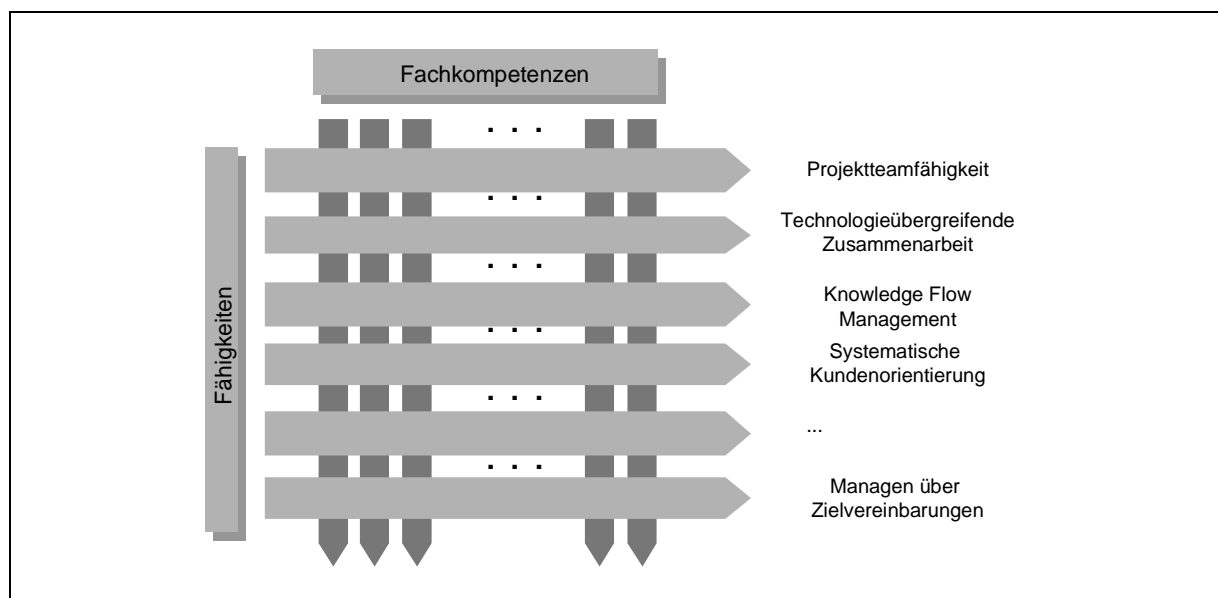 Fachkompetenzen
. . .
Fähigkeiten
Projektteamfähigkeit
. . .
Technologieübergreifende
Zusammenarbeit
. . .
Knowledge Flow
Management
. . .
Systematische
Kundenorientierung
. . .
...
. . .
Managen über
Zielvereinbarungen